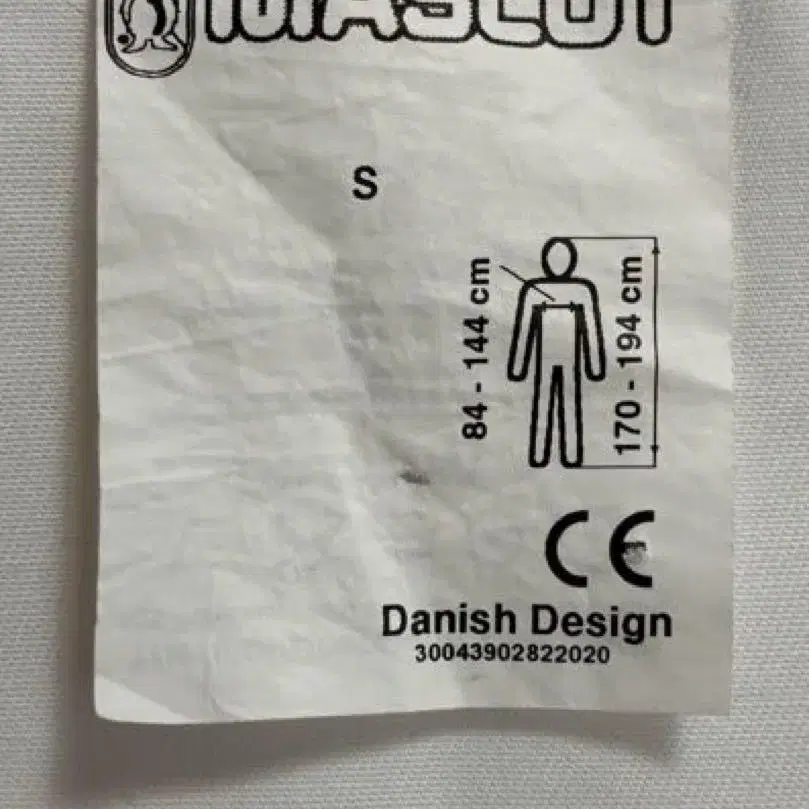 MASCOT
S
84 - 144 cm
170 - 194 cm
CE
Danish Design
30043902822020